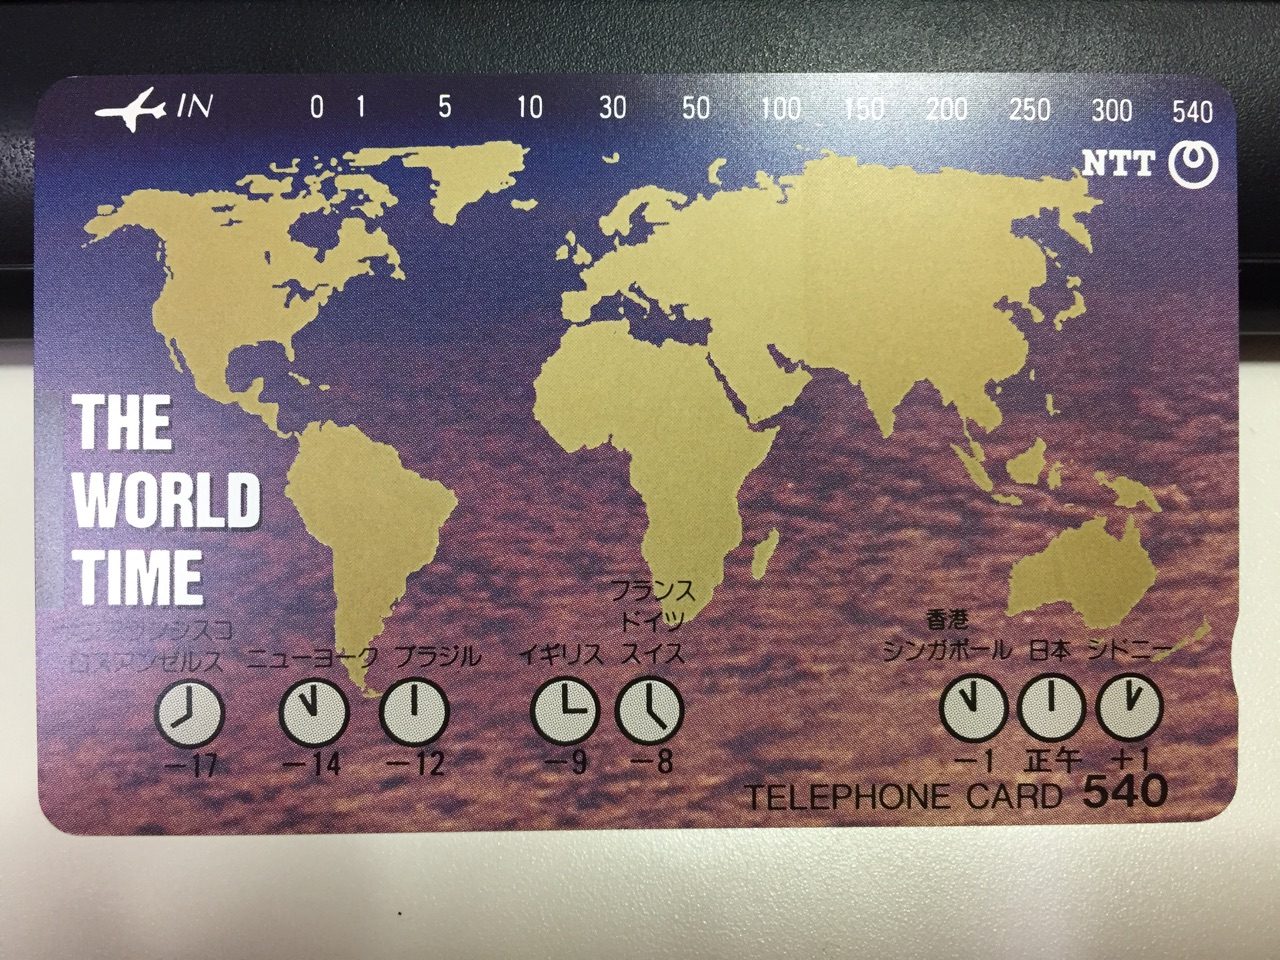 IN 0 1 5 10 30 50 100 150 200 250 300 540
NTT
THE
WORLD
TIME
サンフランシスコ
ロスアンゼルス
ニューヨーク
ブラジル
イギリス
フランス
ドイツ
スイス
香港
シンガポール
日本
シドニー
−17 −14 −12 −9 −8 −1 正午 +1
TELEPHONE CARD 540